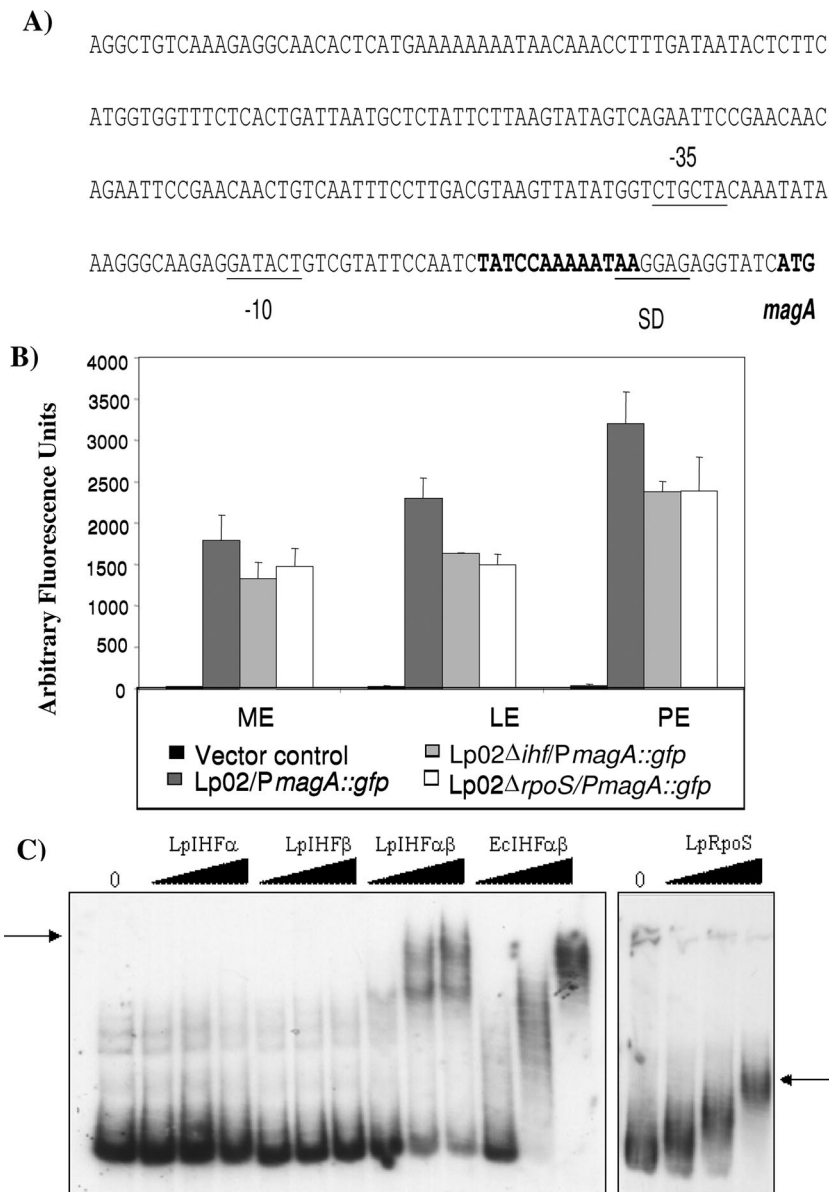 A)
AGGCTGTCAAAGAGGCAACACTCATGAAAAAAAATAACAAACCTTTGATAATACTCTTC
ATGGTGGTTTCTCACTGATTAATGCTCTATTCTTAAGTATAGTCAGAATTCCGAACAAC
-35
AGAATTCCGAACAACTGTCAATTTCCTTGACGTAAGTTATATGGTCTGCTACAAATATA
AAGGGCAAGAGGATACTGTCGTATTCCAATCTATCCAAAAATAAGGAGAGGTATCATG
-10 SD magA
B)
Arbitrary Fluorescence Units
4000
3500
3000
2500
2000
1500
1000
500
0
ME LE PE
Vector control
Lp02/PmagA::gfp
Lp02Δihf/PmagA::gfp
Lp02ΔrpoS/PmagA::gfp
C)
LpIHFα LpIHFβ LpIHFαβ EcIHFαβ LpRpoS
0 0